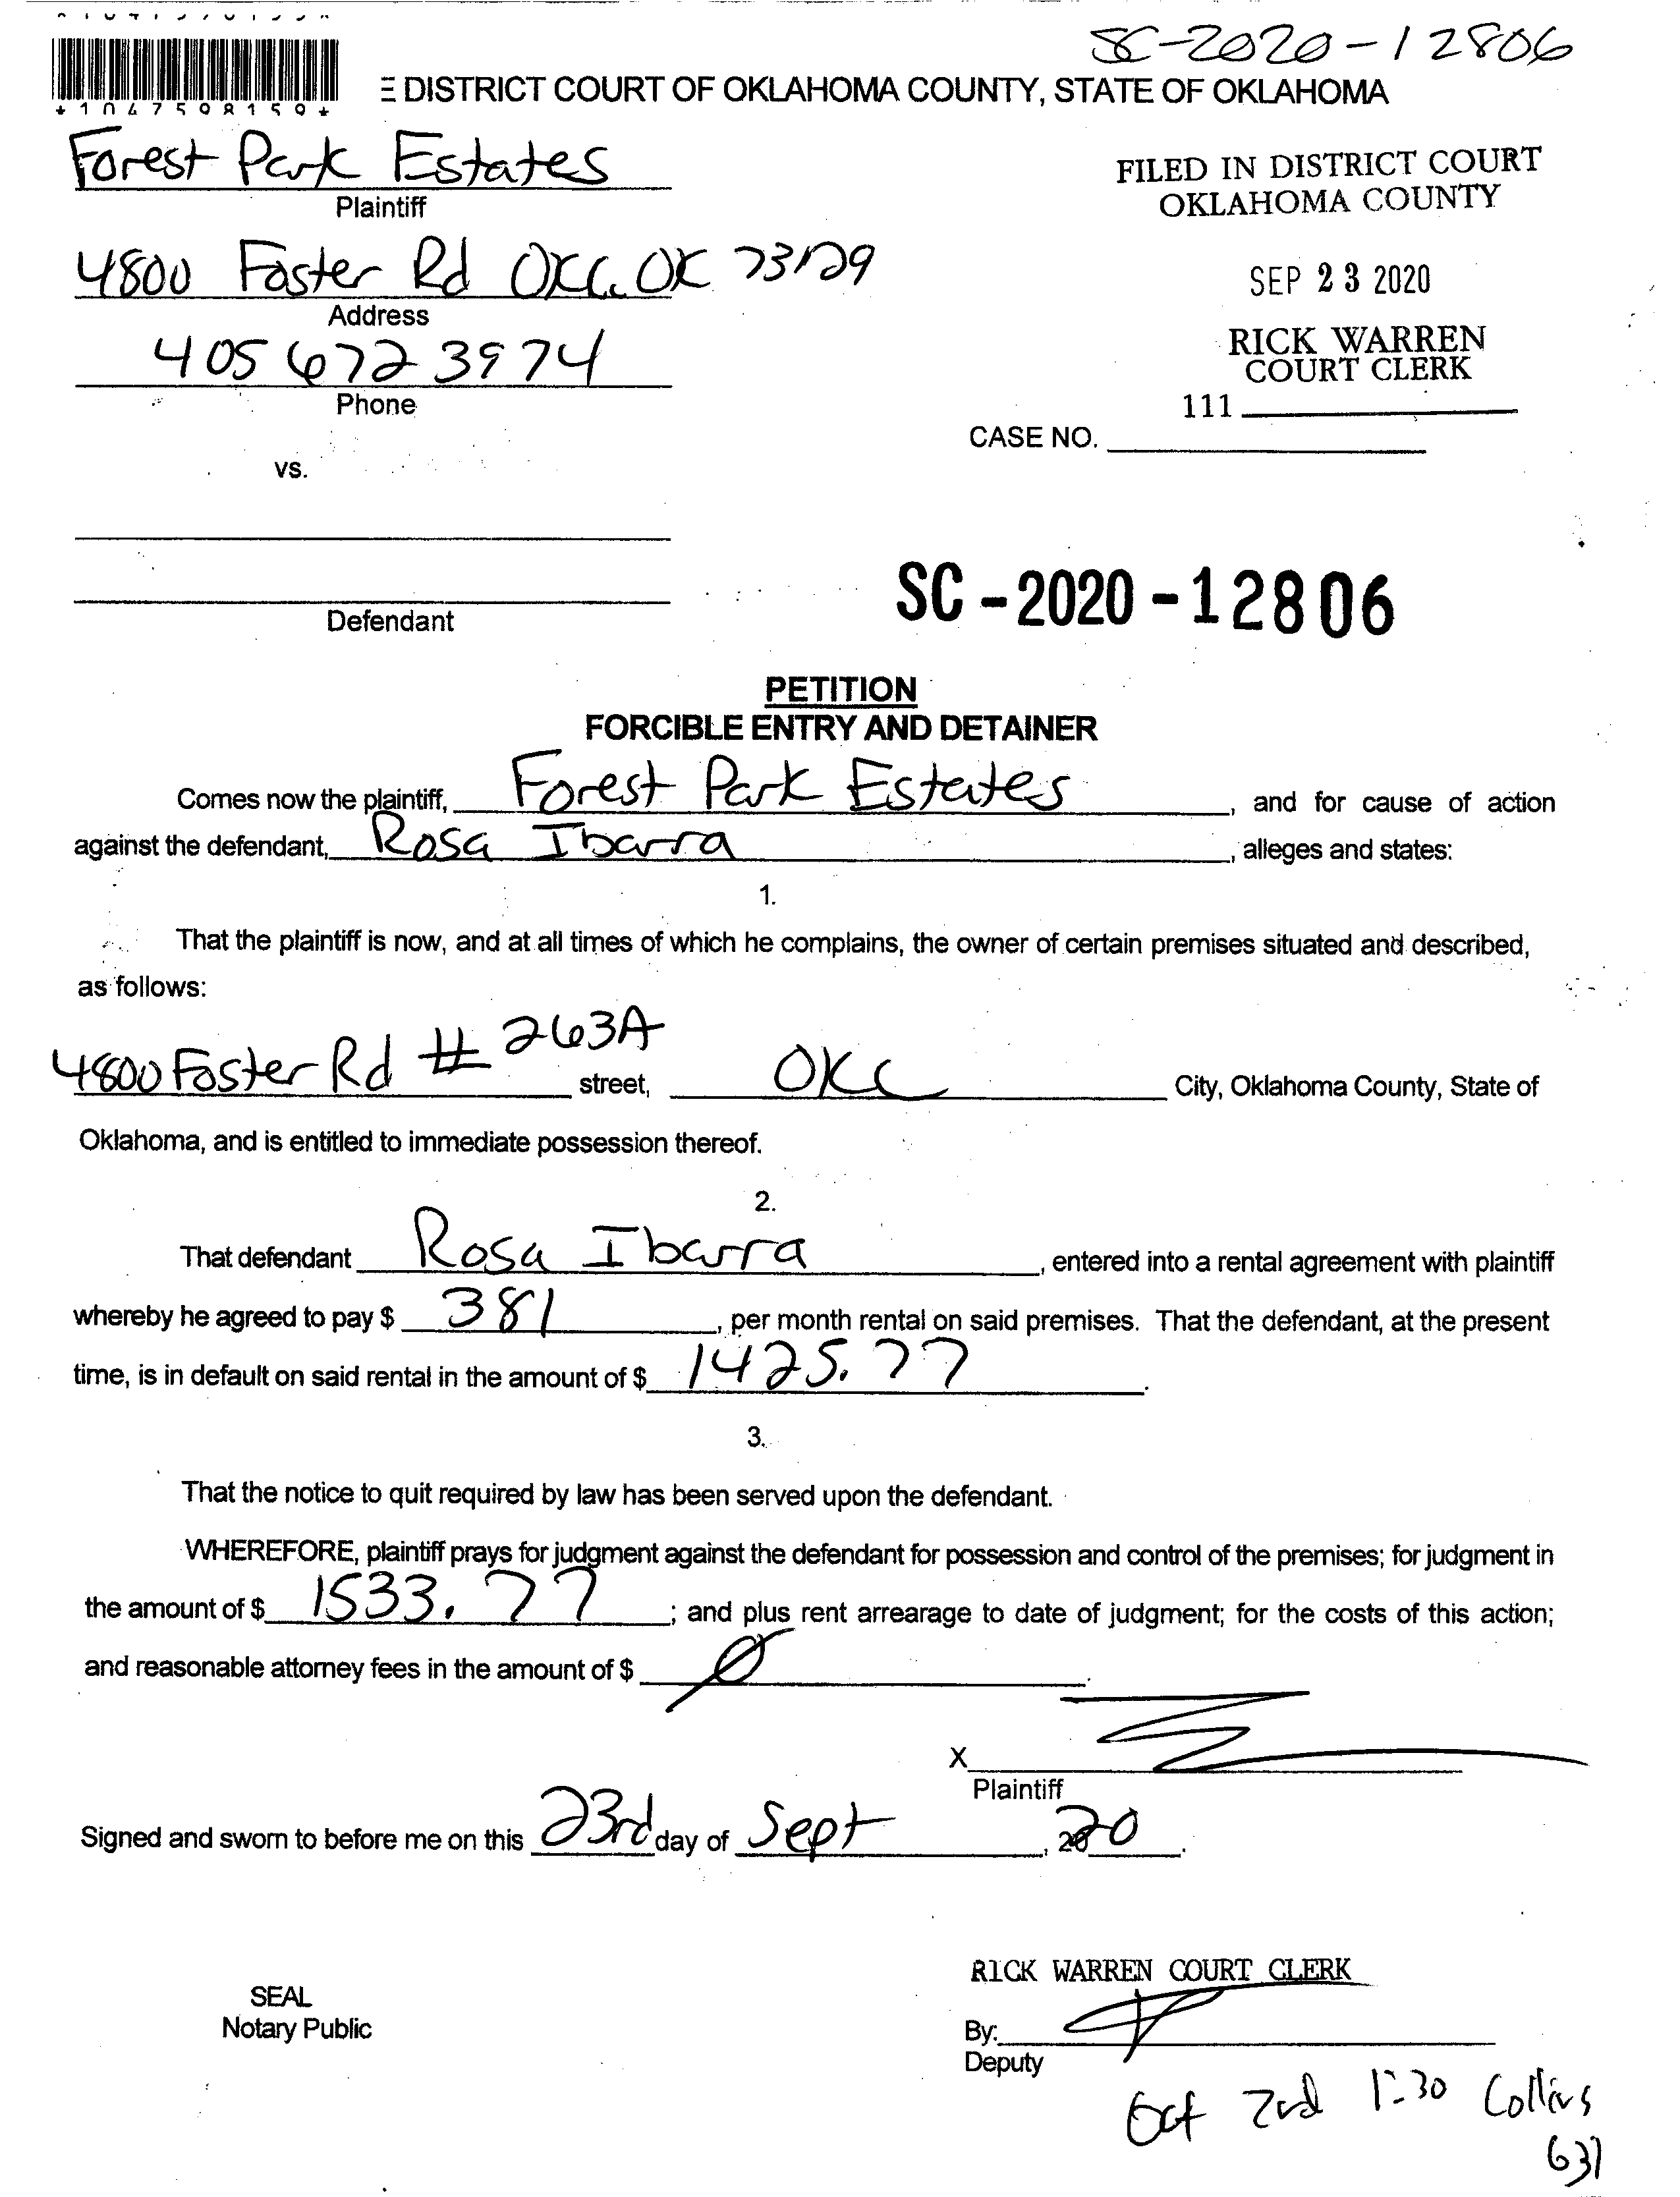 SC-2020-12806
*1047598159*
E DISTRICT COURT OF OKLAHOMA COUNTY, STATE OF OKLAHOMA
Forest Park Estates
Plaintiff
FILED IN DISTRICT COURT
OKLAHOMA COUNTY
4800 Foster Rd OKC, OK 73129
Address
SEP 23 2020
405 672 3974
Phone
RICK WARREN
COURT CLERK
111
CASE NO.
vs.
Defendant
SC-2020-12806
PETITION
FORCIBLE ENTRY AND DETAINER
Comes now the plaintiff, Forest Park Estates, and for cause of action
against the defendant, Rosa Ibarra, alleges and states:
1.
That the plaintiff is now, and at all times of which he complains, the owner of certain premises situated and described,
as follows:
4800 Foster Rd # 263A street, OKC City, Oklahoma County, State of
Oklahoma, and is entitled to immediate possession thereof.
2.
That defendant Rosa Ibarra, entered into a rental agreement with plaintiff
whereby he agreed to pay $ 381, per month rental on said premises. That the defendant, at the present
time, is in default on said rental in the amount of $ 1425.77.
3.
That the notice to quit required by law has been served upon the defendant.
WHEREFORE, plaintiff prays for judgment against the defendant for possession and control of the premises; for judgment in
the amount of $ 1533.77; and plus rent arrearage to date of judgment; for the costs of this action;
and reasonable attorney fees in the amount of $ Ø.
X
Plaintiff
Signed and sworn to before me on this 23rd day of Sept, 2020.
RICK WARREN COURT CLERK
SEAL
Notary Public
By:
Deputy
Oct 2nd 1:30 Collins
631